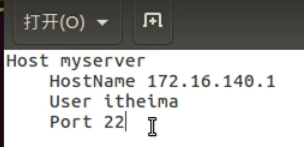 打开(O)
Host myserver
    HostName 172.16.140.1
    User itheima
    Port 22